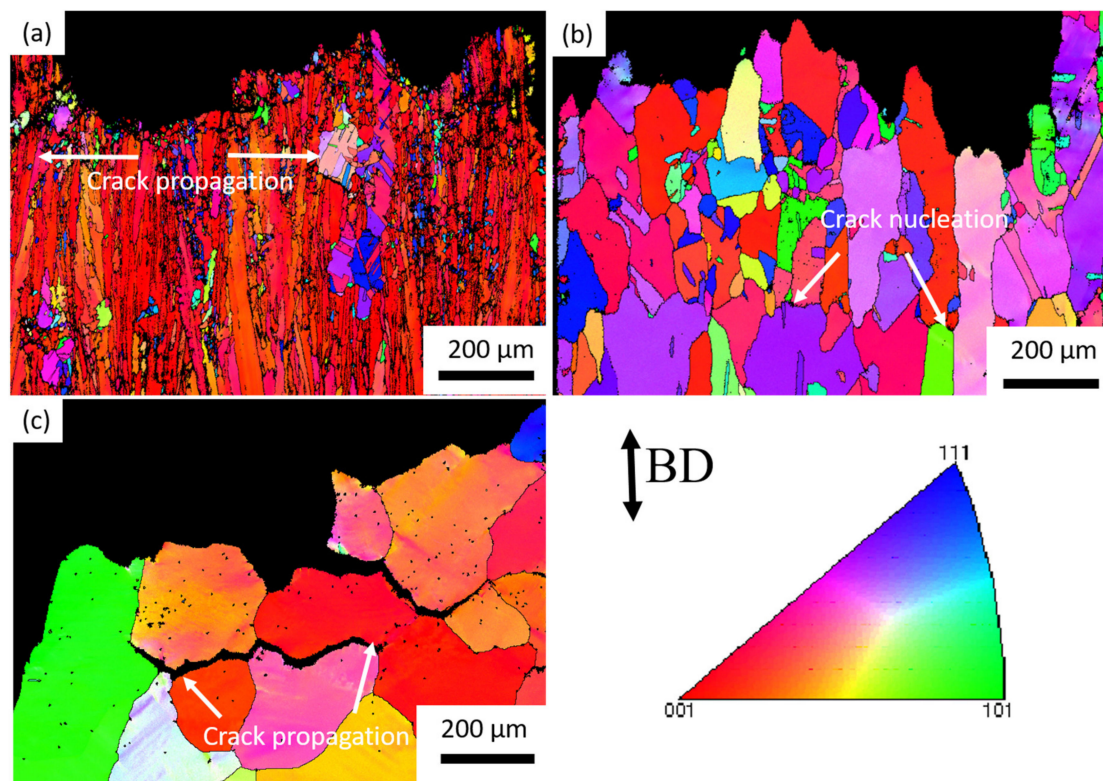 (a)
Crack propagation
200 μm
(b)
Crack nucleation
200 μm
(c)
Crack propagation
200 μm
BD
111
001
101